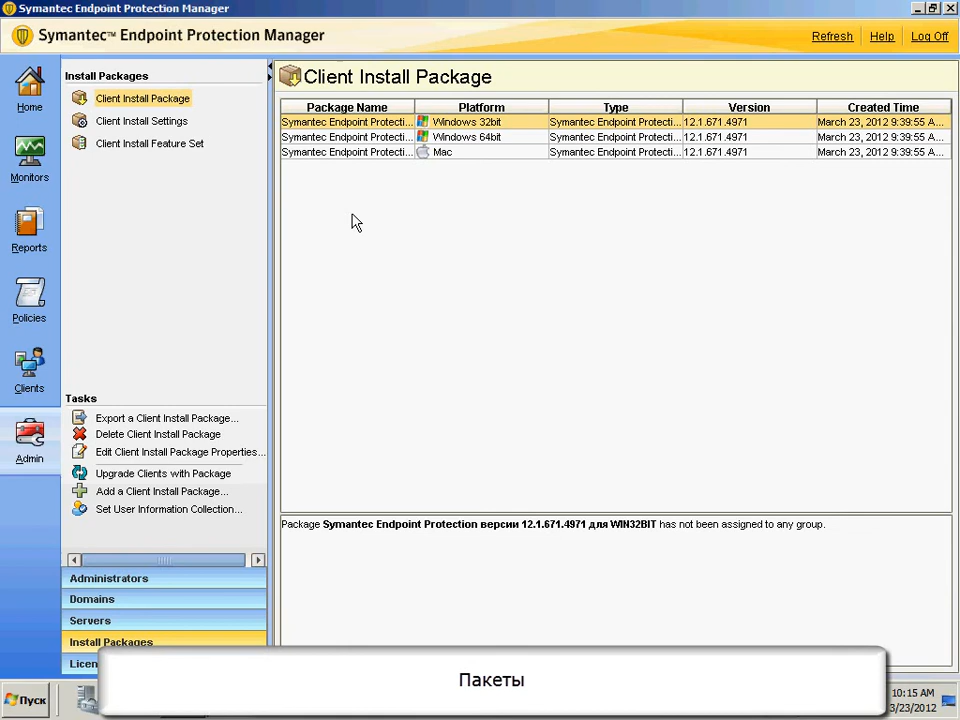 Symantec Endpoint Protection Manager
Symantec™ Endpoint Protection Manager
Refresh
Help
Log Off
Home
Monitors
Reports
Policies
Clients
Admin
Install Packages
Client Install Package
Client Install Settings
Client Install Feature Set
Tasks
Export a Client Install Package...
Delete Client Install Package
Edit Client Install Package Properties...
Upgrade Clients with Package
Add a Client Install Package...
Set User Information Collection...
Administrators
Domains
Servers
Install Packages
Licen
Client Install Package
Package Name Platform Type Version Created Time
Symantec Endpoint Protecti... Windows 32bit Symantec Endpoint Protecti... 12.1.671.4971 March 23, 2012 9:39:55 A...
Symantec Endpoint Protecti... Windows 64bit Symantec Endpoint Protecti... 12.1.671.4971 March 23, 2012 9:39:55 A...
Symantec Endpoint Protecti... Mac Symantec Endpoint Protecti... 12.1.671.4971 March 23, 2012 9:39:55 A...
Package Symantec Endpoint Protection версии 12.1.671.4971 для WIN32BIT has not been assigned to any group.
Пакеты
Пуск
10:15 AM
3/23/2012